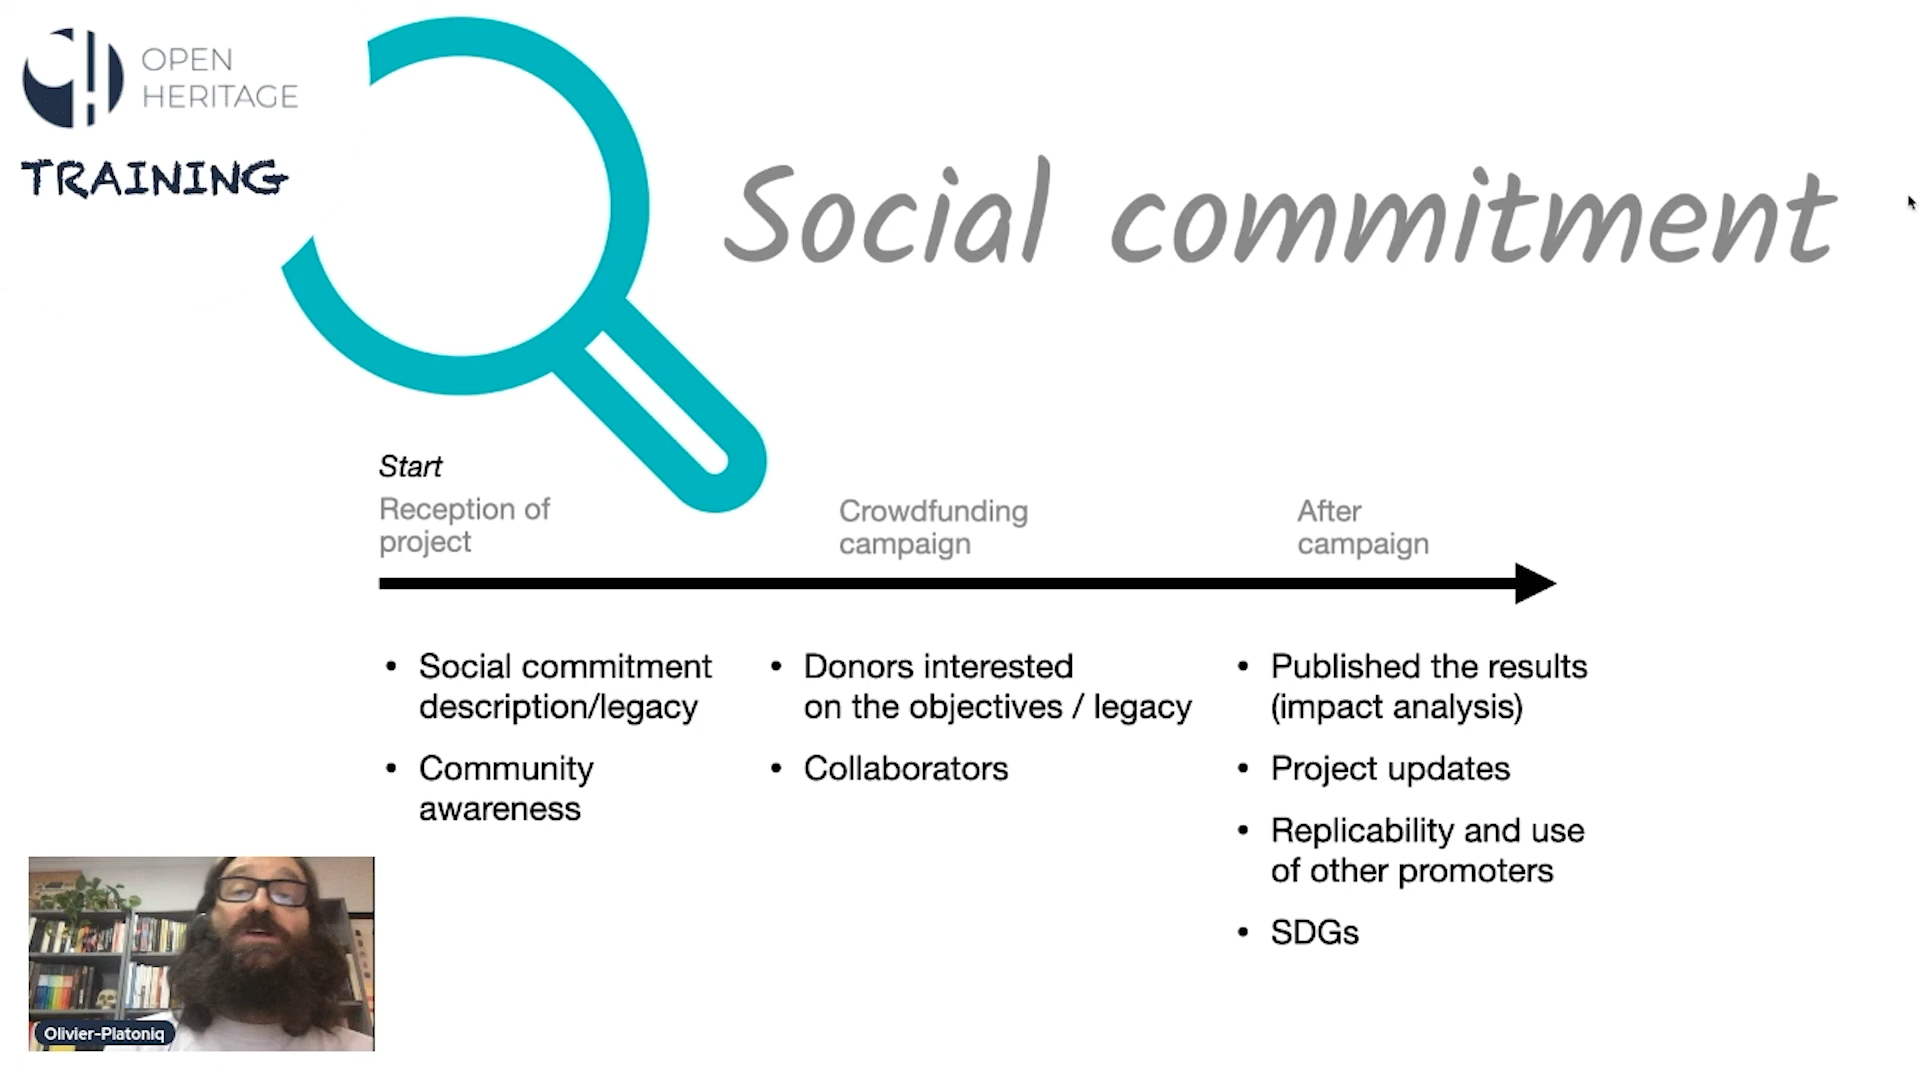 OPEN
HERITAGE
TRAINING
Social commitment
Start
Reception of
project
Crowdfunding
campaign
After
campaign
• Social commitment
description/legacy
• Community
awareness
• Donors interested
on the objectives / legacy
• Collaborators
• Published the results
(impact analysis)
• Project updates
• Replicability and use
of other promoters
• SDGs
Olivier-Platoniq